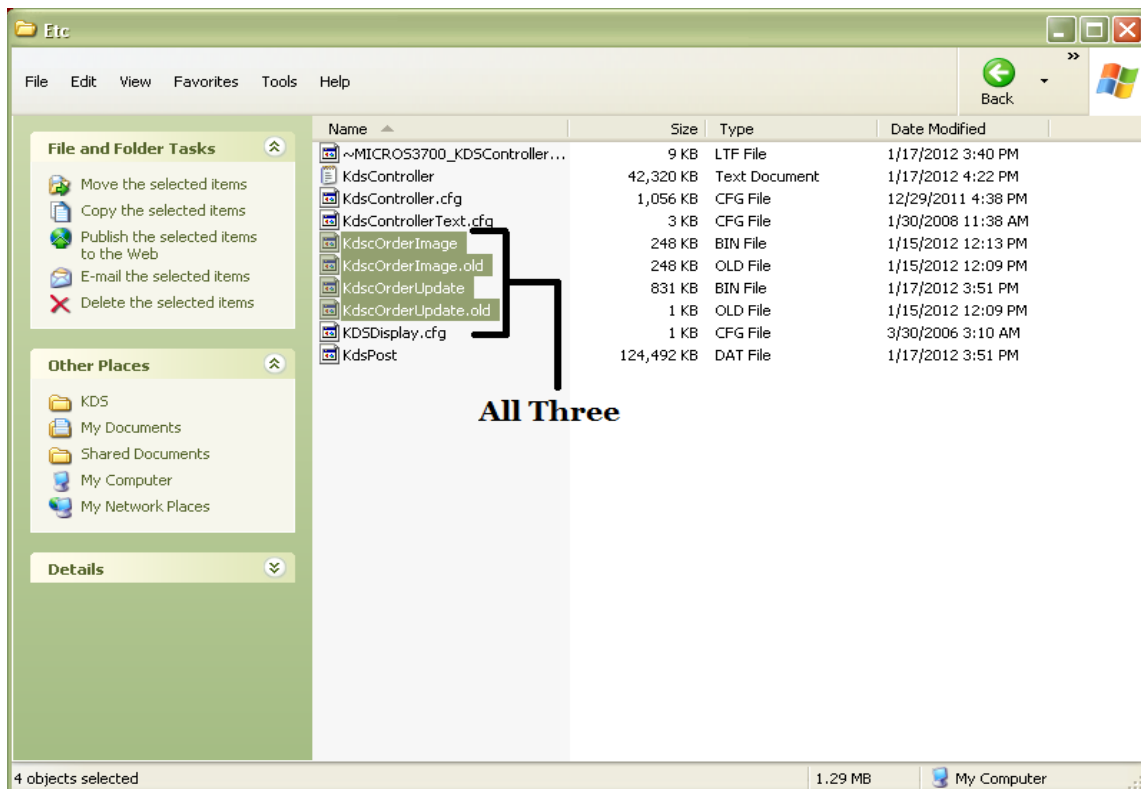 Etc
File Edit View Favorites Tools Help
»
Back
File and Folder Tasks
Move the selected items
Copy the selected items
Publish the selected items
to the Web
E-mail the selected items
Delete the selected items
Other Places
KDS
My Documents
Shared Documents
My Computer
My Network Places
Details
Name Size Type Date Modified
~MICROS3700_KDSController... 9 KB LTF File 1/17/2012 3:40 PM
KdsController 42,320 KB Text Document 1/17/2012 4:22 PM
KdsController.cfg 1,056 KB CFG File 12/29/2011 4:38 PM
KdsControllerText.cfg 3 KB CFG File 1/30/2008 11:38 AM
KdscOrderImage 248 KB BIN File 1/15/2012 12:13 PM
KdscOrderImage.old 248 KB OLD File 1/15/2012 12:09 PM
KdscOrderUpdate 831 KB BIN File 1/17/2012 3:51 PM
KdscOrderUpdate.old 1 KB OLD File 1/15/2012 12:09 PM
KDSDisplay.cfg 1 KB CFG File 3/30/2006 3:10 AM
KdsPost 124,492 KB DAT File 1/17/2012 3:51 PM
All Three
4 objects selected 1.29 MB My Computer